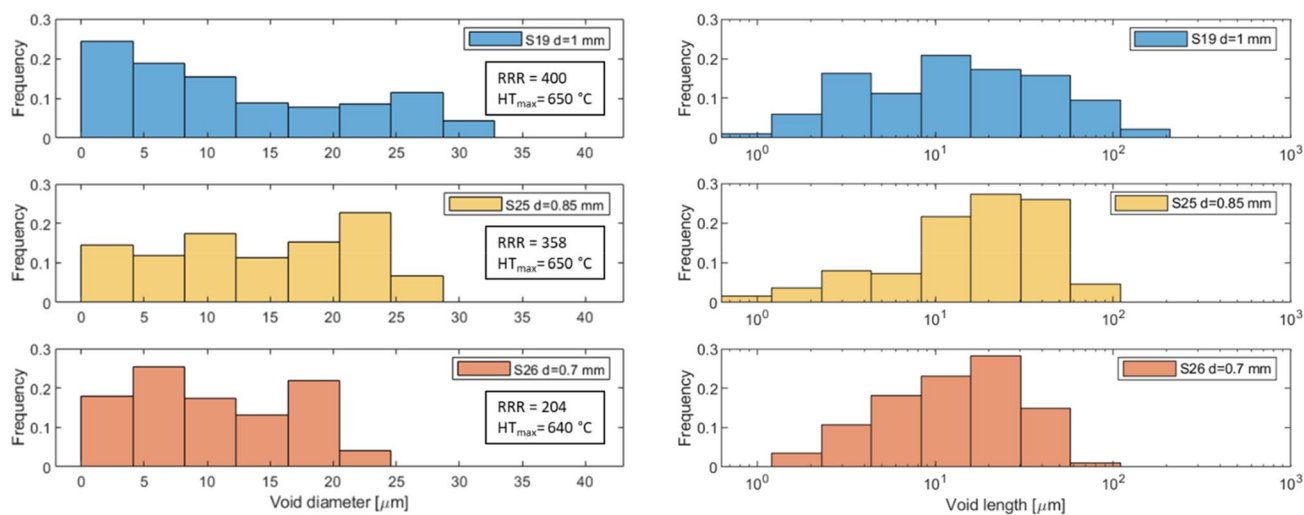 0.3
0.2
0.1
0
Frequency
S19 d=1 mm
RRR = 400
HTmax= 650 °C
0 5 10 15 20 25 30 35 40
0.3
0.2
0.1
0
Frequency
S19 d=1 mm
10^0 10^1 10^2 10^3
0.3
0.2
0.1
0
Frequency
S25 d=0.85 mm
RRR = 358
HTmax= 650 °C
0 5 10 15 20 25 30 35 40
0.3
0.2
0.1
0
Frequency
S25 d=0.85 mm
10^0 10^1 10^2 10^3
0.3
0.2
0.1
0
Frequency
S26 d=0.7 mm
RRR = 204
HTmax= 640 °C
0 5 10 15 20 25 30 35 40
Void diameter [μm]
0.3
0.2
0.1
0
Frequency
S26 d=0.7 mm
10^0 10^1 10^2 10^3
Void length [μm]